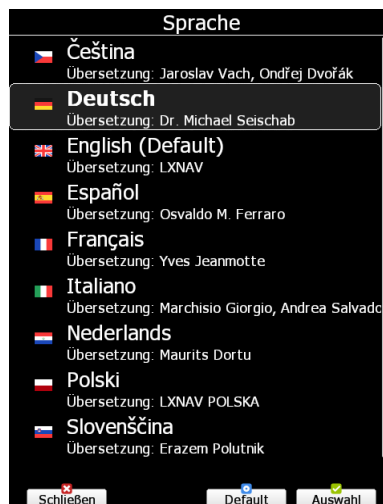 Sprache
Čeština
Übersetzung: Jaroslav Vach, Ondřej Dvořák
Deutsch
Übersetzung: Dr. Michael Seischab
English (Default)
Übersetzung: LXNAV
Español
Übersetzung: Osvaldo M. Ferraro
Français
Übersetzung: Yves Jeanmotte
Italiano
Übersetzung: Marchisio Giorgio, Andrea Salvado
Nederlands
Übersetzung: Maurits Dortu
Polski
Übersetzung: LXNAV POLSKA
Slovenščina
Übersetzung: Erazem Polutnik
Schließen Default Auswahl